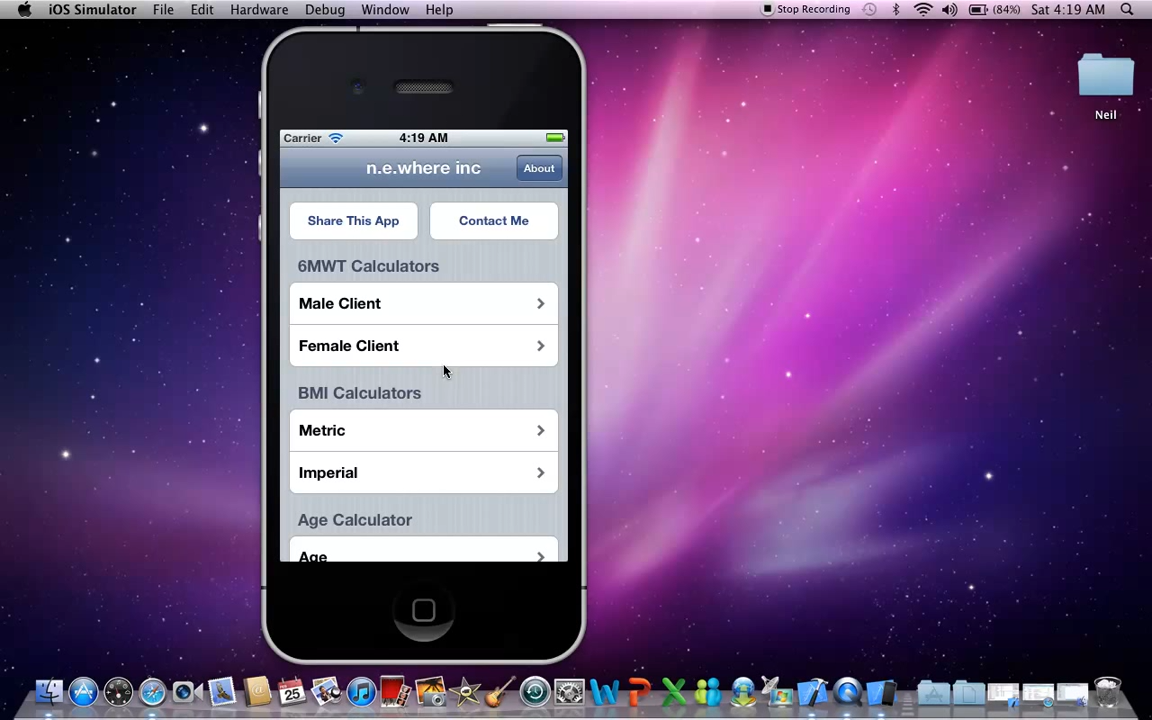 iOS Simulator File Edit Hardware Debug Window Help Stop Recording (84%) Sat 4:19 AM
Neil
Carrier 4:19 AM
n.e.where inc About
Share This App Contact Me
6MWT Calculators
Male Client
Female Client
BMI Calculators
Metric
Imperial
Age Calculator
Age
25